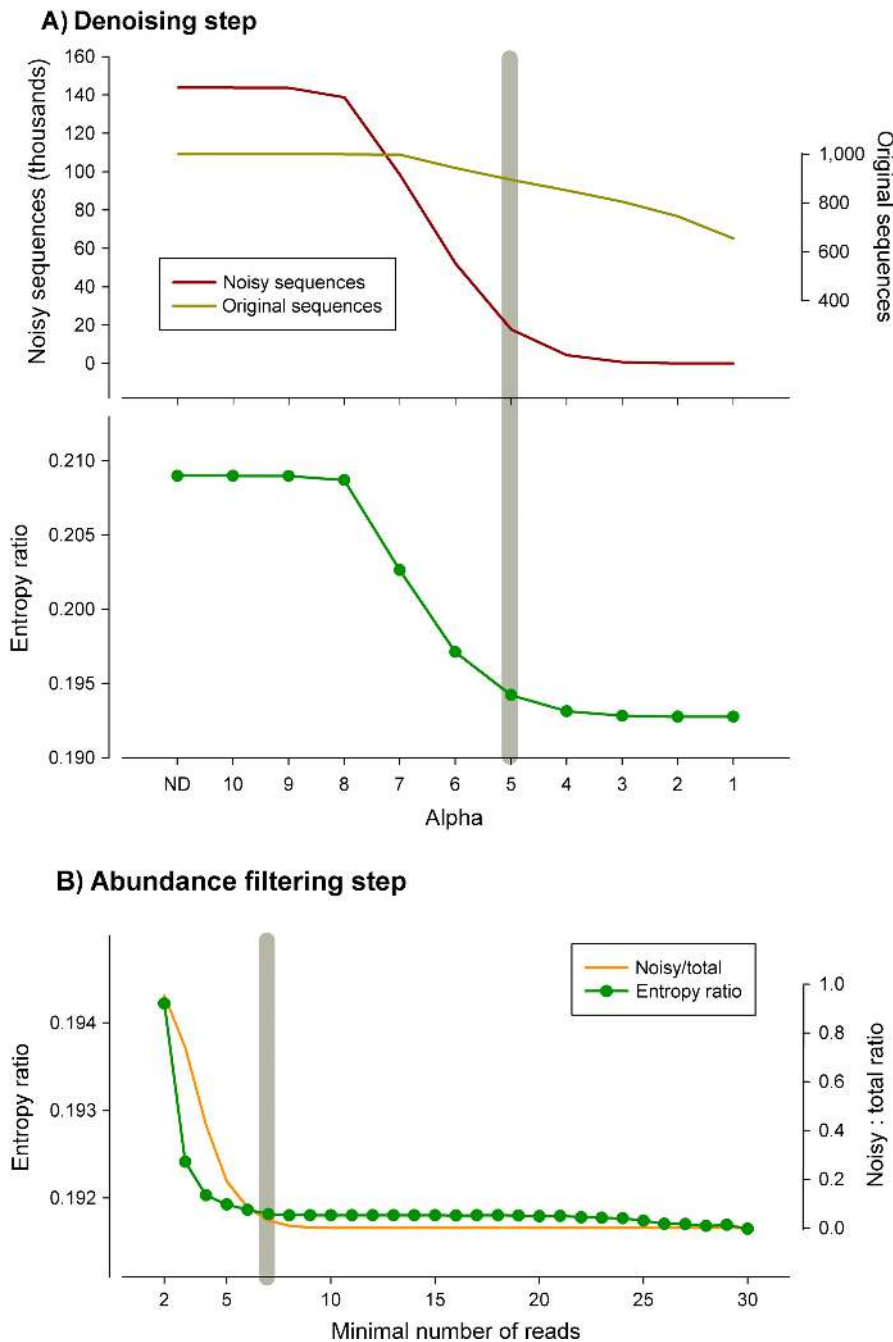 A) Denoising step
160
140
120
100
80
60
40
20
0
Noisy sequences (thousands)
1,000
800
600
400
Original sequences
Noisy sequences
Original sequences
0.210
0.205
0.200
0.195
0.190
Entropy ratio
ND 10 9 8 7 6 5 4 3 2 1
Alpha
B) Abundance filtering step
0.194
0.193
0.192
Entropy ratio
Noisy/total
Entropy ratio
1.0
0.8
0.6
0.4
0.2
0.0
Noisy : total ratio
2 5 10 15 20 25 30
Minimal number of reads